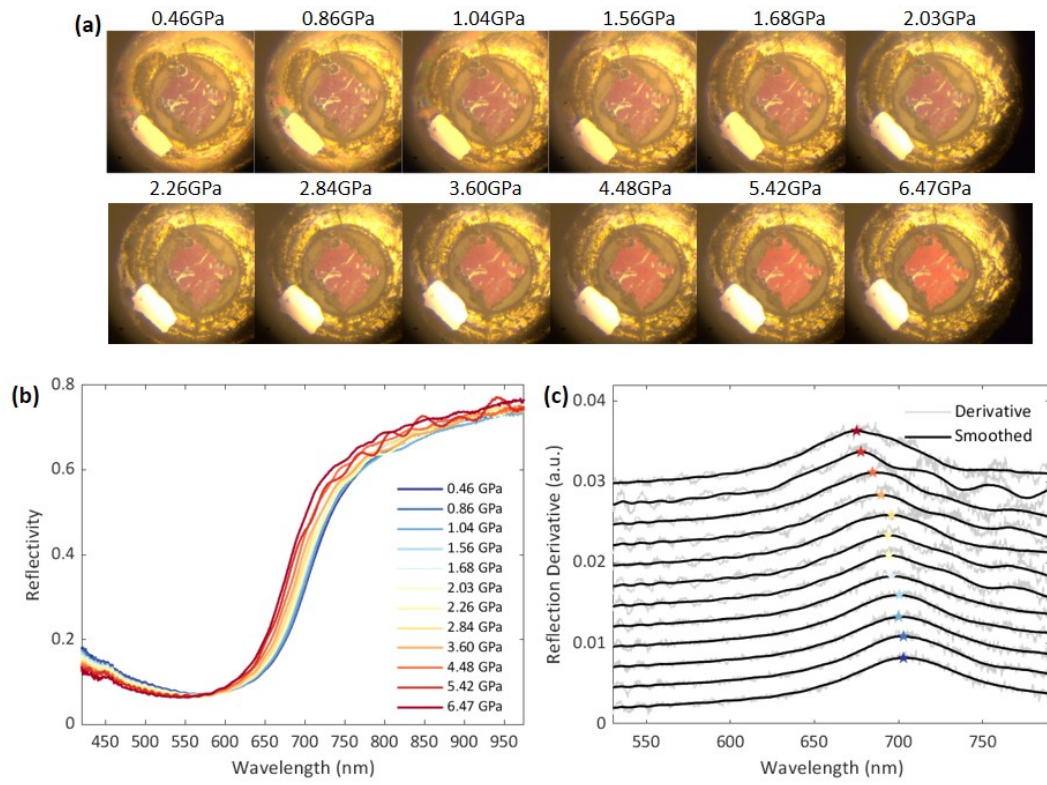 (a)
0.46GPa 0.86GPa 1.04GPa 1.56GPa 1.68GPa 2.03GPa
2.26GPa 2.84GPa 3.60GPa 4.48GPa 5.42GPa 6.47GPa
(b)
0.8
0.6
0.4
0.2
0
Reflectivity
0.46 GPa
0.86 GPa
1.04 GPa
1.56 GPa
1.68 GPa
2.03 GPa
2.26 GPa
2.84 GPa
3.60 GPa
4.48 GPa
5.42 GPa
6.47 GPa
450 500 550 600 650 700 750 800 850 900 950
Wavelength (nm)
(c)
0.04
0.03
0.02
0.01
0
Reflection Derivative (a.u.)
Derivative
Smoothed
550 600 650 700 750
Wavelength (nm)